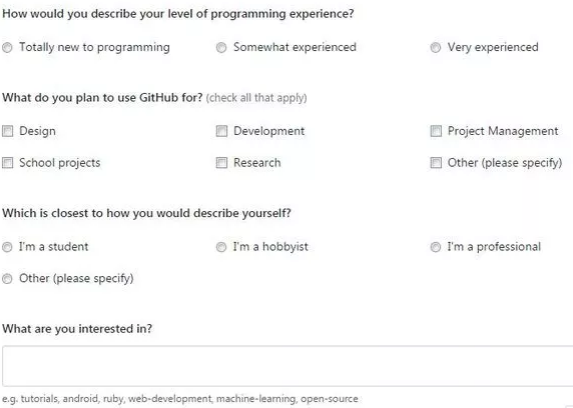 How would you describe your level of programming experience?
Totally new to programming Somewhat experienced Very experienced
What do you plan to use GitHub for? (check all that apply)
Design Development Project Management
School projects Research Other (please specify)
Which is closest to how you would describe yourself?
I'm a student I'm a hobbyist I'm a professional
Other (please specify)
What are you interested in?
e.g. tutorials, android, ruby, web-development, machine-learning, open-source